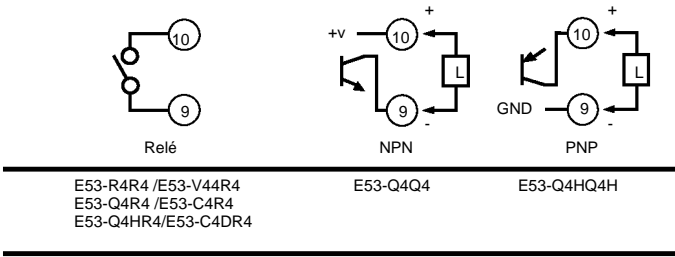 10
9
Relé
+v
10
+
L
9
-
NPN
10
+
L
GND
9
-
PNP
E53-R4R4 /E53-V44R4
E53-Q4R4 /E53-C4R4
E53-Q4HR4/E53-C4DR4
E53-Q4Q4
E53-Q4HQ4H